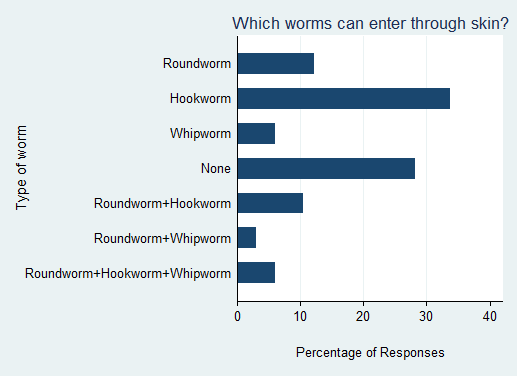 Which worms can enter through skin?
Type of worm
Roundworm
Hookworm
Whipworm
None
Roundworm+Hookworm
Roundworm+Whipworm
Roundworm+Hookworm+Whipworm
0 10 20 30 40
Percentage of Responses